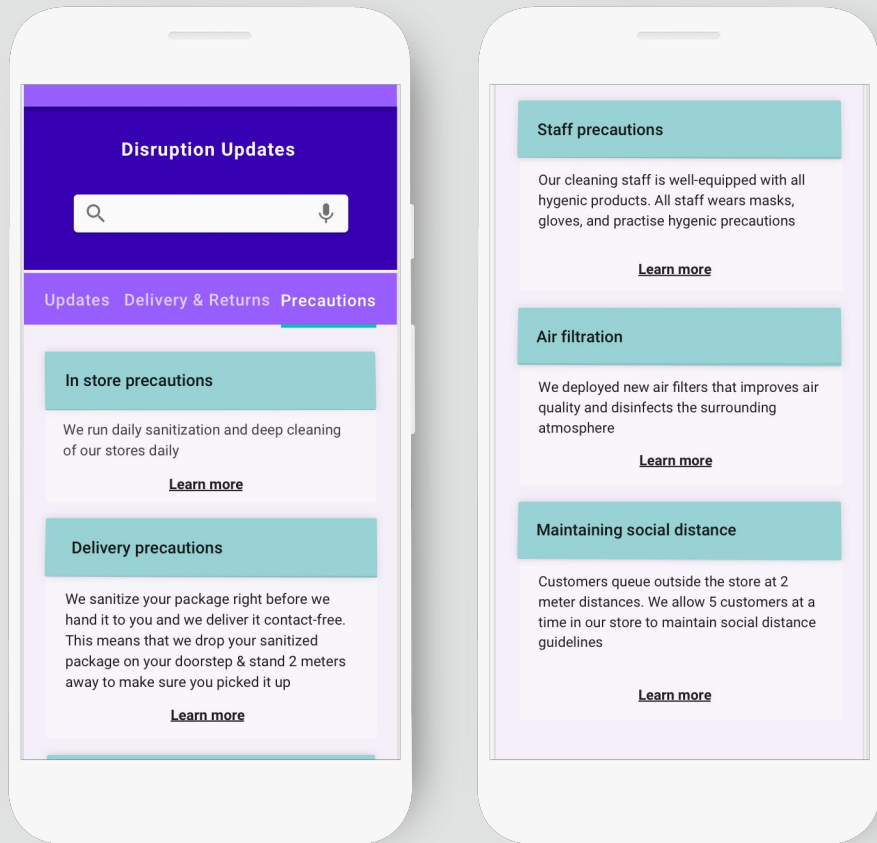 Disruption Updates
Updates Delivery & Returns Precautions
In store precautions
We run daily sanitization and deep cleaning
of our stores daily
Learn more
Delivery precautions
We sanitize your package right before we
hand it to you and we deliver it contact-free.
This means that we drop your sanitized
package on your doorstep & stand 2 meters
away to make sure you picked it up
Learn more
Staff precautions
Our cleaning staff is well-equipped with all
hygenic products. All staff wears masks,
gloves, and practise hygenic precautions
Learn more
Air filtration
We deployed new air filters that improves air
quality and disinfects the surrounding
atmosphere
Learn more
Maintaining social distance
Customers queue outside the store at 2
meter distances. We allow 5 customers at a
time in our store to maintain social distance
guidelines
Learn more